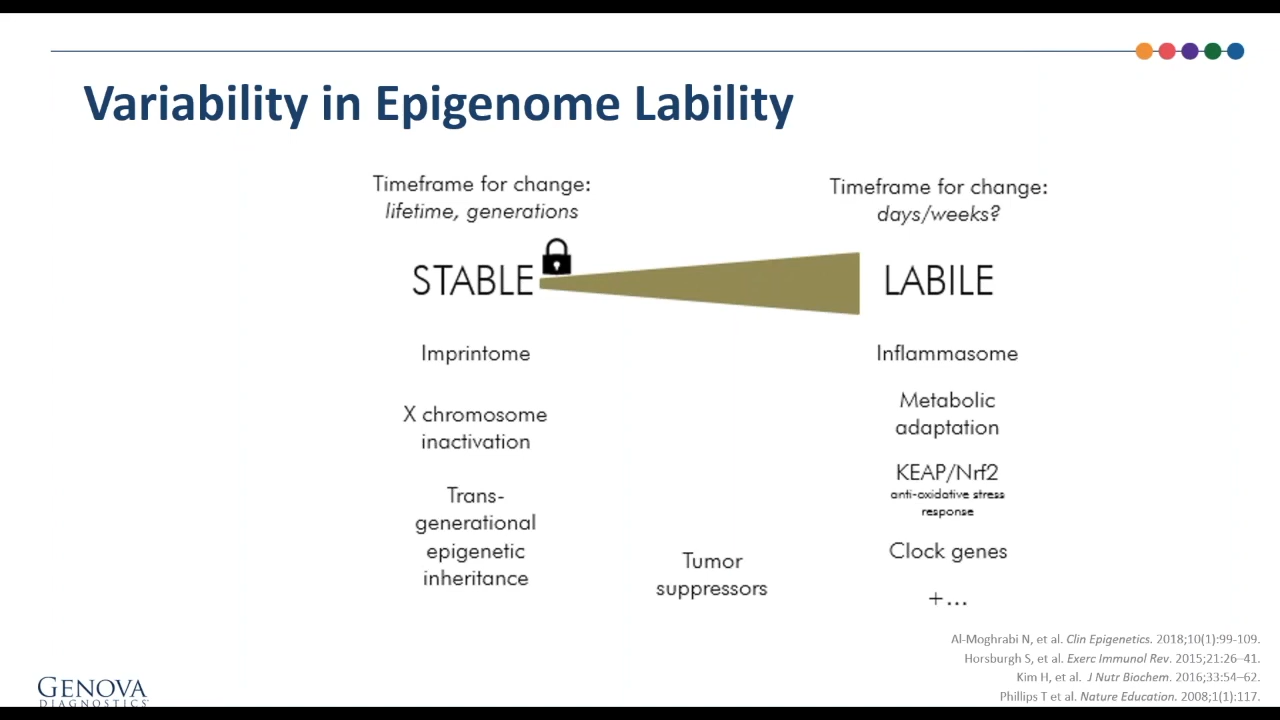 Variability in Epigenome Lability
Timeframe for change:
lifetime, generations
Timeframe for change:
days/weeks?
STABLE
LABILE
Imprintome
X chromosome
inactivation
Trans-
generational
epigenetic
inheritance
Tumor
suppressors
Inflammasome
Metabolic
adaptation
KEAP/Nrf2
anti-oxidative stress
response
Clock genes
+...
Al-Moghrabi N, et al. Clin Epigenetics. 2018;10(1):99-109.
Horsburgh S, et al. Exerc Immunol Rev. 2015;21:26–41.
Kim H, et al. J Nutr Biochem. 2016;33:54–62.
Phillips T et al. Nature Education. 2008;1(1):117.
GENOVA
DIAGNOSTICS